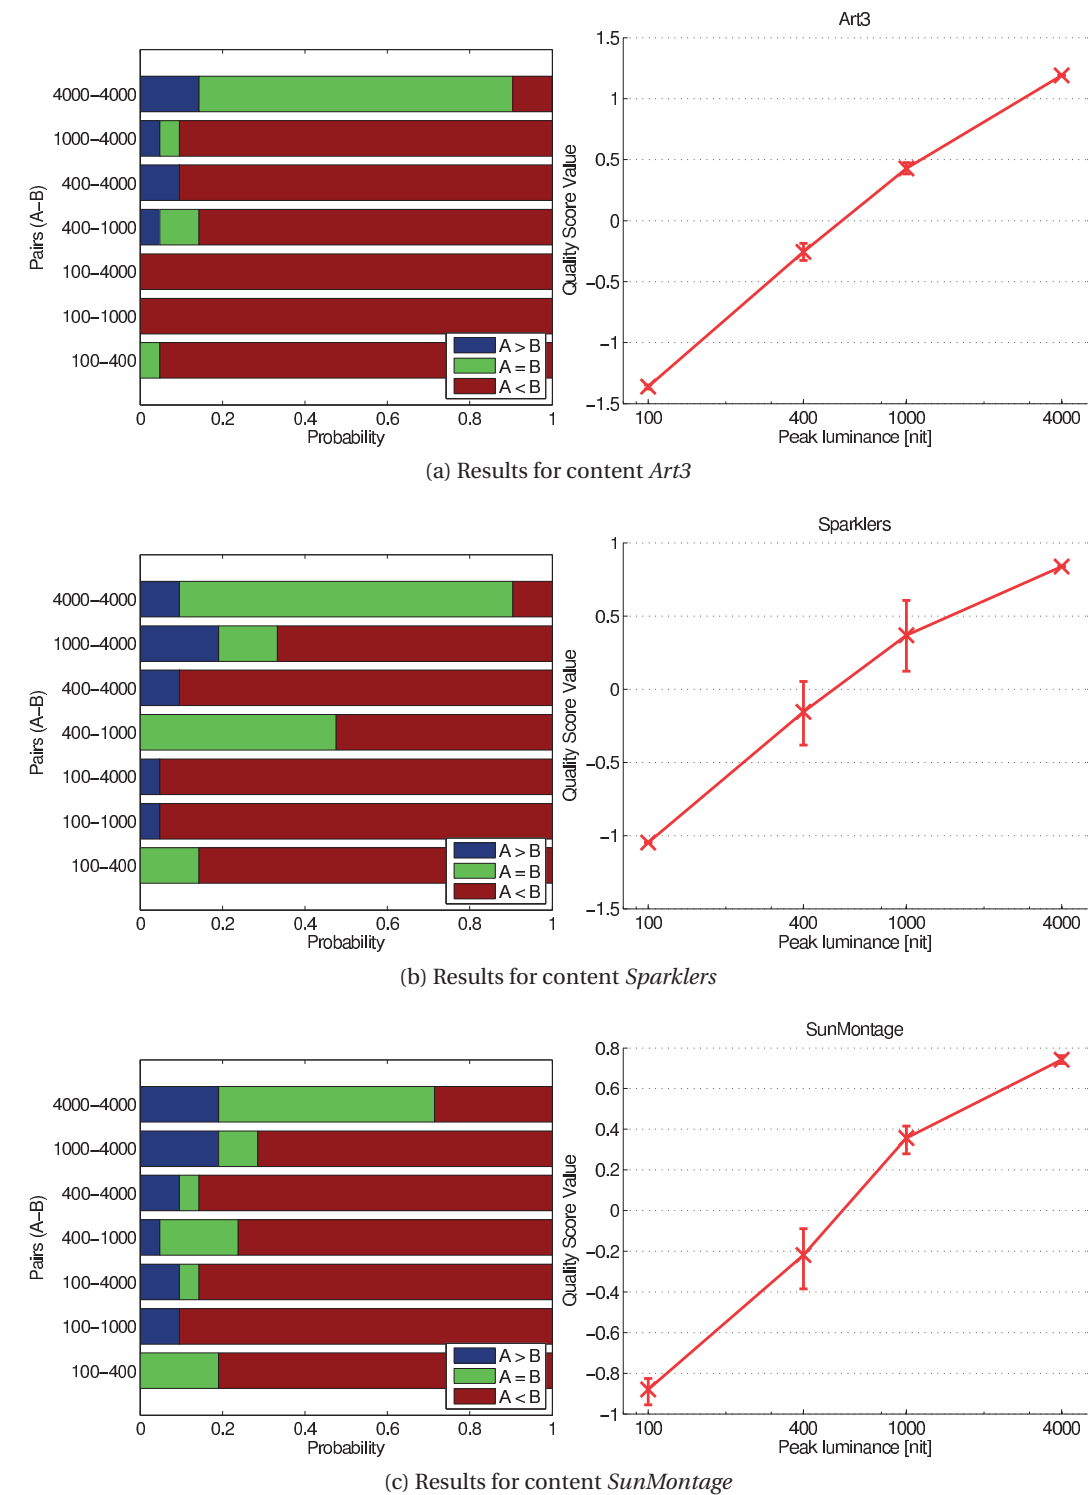 Art3
Pairs (A–B)
4000–4000
1000–4000
400–4000
400–1000
100–4000
100–1000
100–400
A > B
A = B
A < B
0 0.2 0.4 0.6 0.8 1
Probability
Quality Score Value
1.5
1
0.5
0
−0.5
−1
−1.5
100 400 1000 4000
Peak luminance [nit]
(a) Results for content Art3
Sparklers
Pairs (A–B)
4000–4000
1000–4000
400–4000
400–1000
100–4000
100–1000
100–400
A > B
A = B
A < B
0 0.2 0.4 0.6 0.8 1
Probability
Quality Score Value
1
0.5
0
−0.5
−1
−1.5
100 400 1000 4000
Peak luminance [nit]
(b) Results for content Sparklers
SunMontage
Pairs (A–B)
4000–4000
1000–4000
400–4000
400–1000
100–4000
100–1000
100–400
A > B
A = B
A < B
0 0.2 0.4 0.6 0.8 1
Probability
Quality Score Value
0.8
0.6
0.4
0.2
0
−0.2
−0.4
−0.6
−0.8
−1
100 400 1000 4000
Peak luminance [nit]
(c) Results for content SunMontage